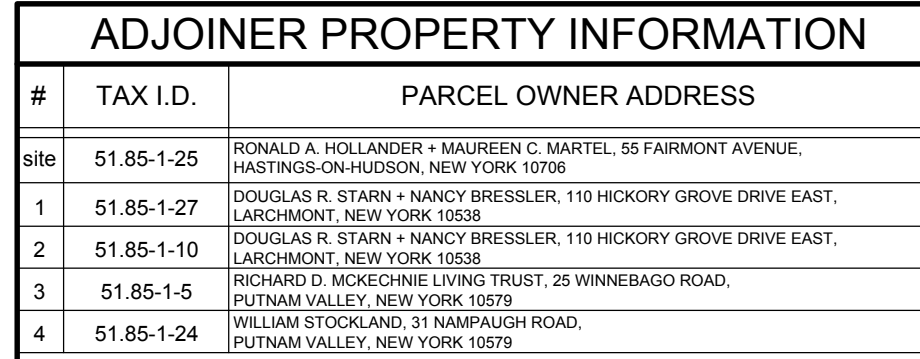 ADJOINER PROPERTY INFORMATION
# TAX I.D. PARCEL OWNER ADDRESS
site 51.85-1-25 RONALD A. HOLLANDER + MAUREEN C. MARTEL, 55 FAIRMONT AVENUE,
HASTINGS-ON-HUDSON, NEW YORK 10706
1 51.85-1-27 DOUGLAS R. STARN + NANCY BRESSLER, 110 HICKORY GROVE DRIVE EAST,
LARCHMONT, NEW YORK 10538
2 51.85-1-10 DOUGLAS R. STARN + NANCY BRESSLER, 110 HICKORY GROVE DRIVE EAST,
LARCHMONT, NEW YORK 10538
3 51.85-1-5 RICHARD D. MCKECHNIE LIVING TRUST, 25 WINNEBAGO ROAD,
PUTNAM VALLEY, NEW YORK 10579
4 51.85-1-24 WILLIAM STOCKLAND, 31 NAMPAUGH ROAD,
PUTNAM VALLEY, NEW YORK 10579